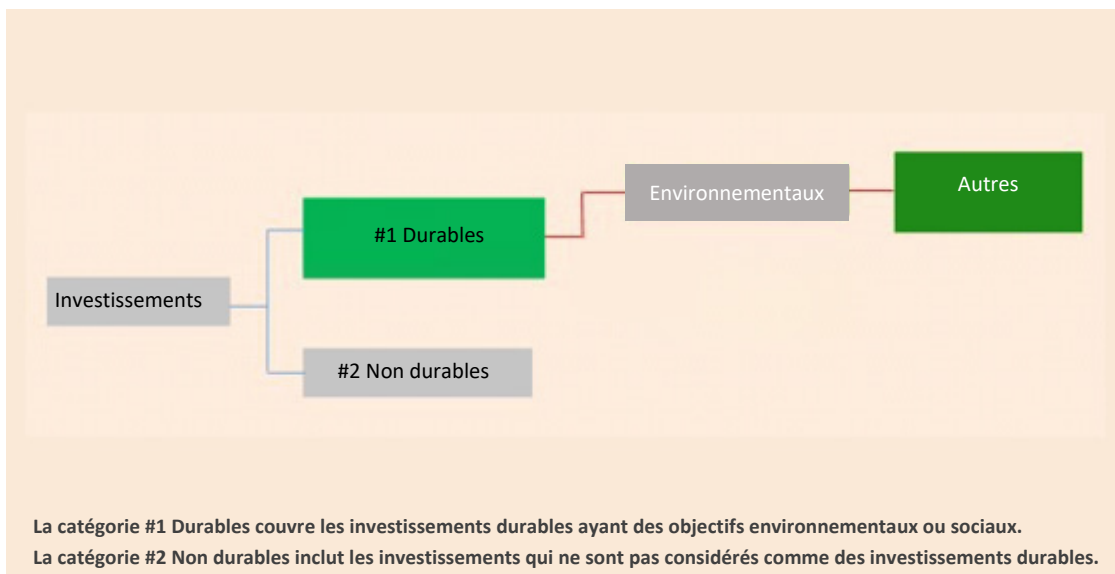 Investissements
#1 Durables
Environnementaux
Autres
#2 Non durables
La catégorie #1 Durables couvre les investissements durables ayant des objectifs environnementaux ou sociaux.
La catégorie #2 Non durables inclut les investissements qui ne sont pas considérés comme des investissements durables.